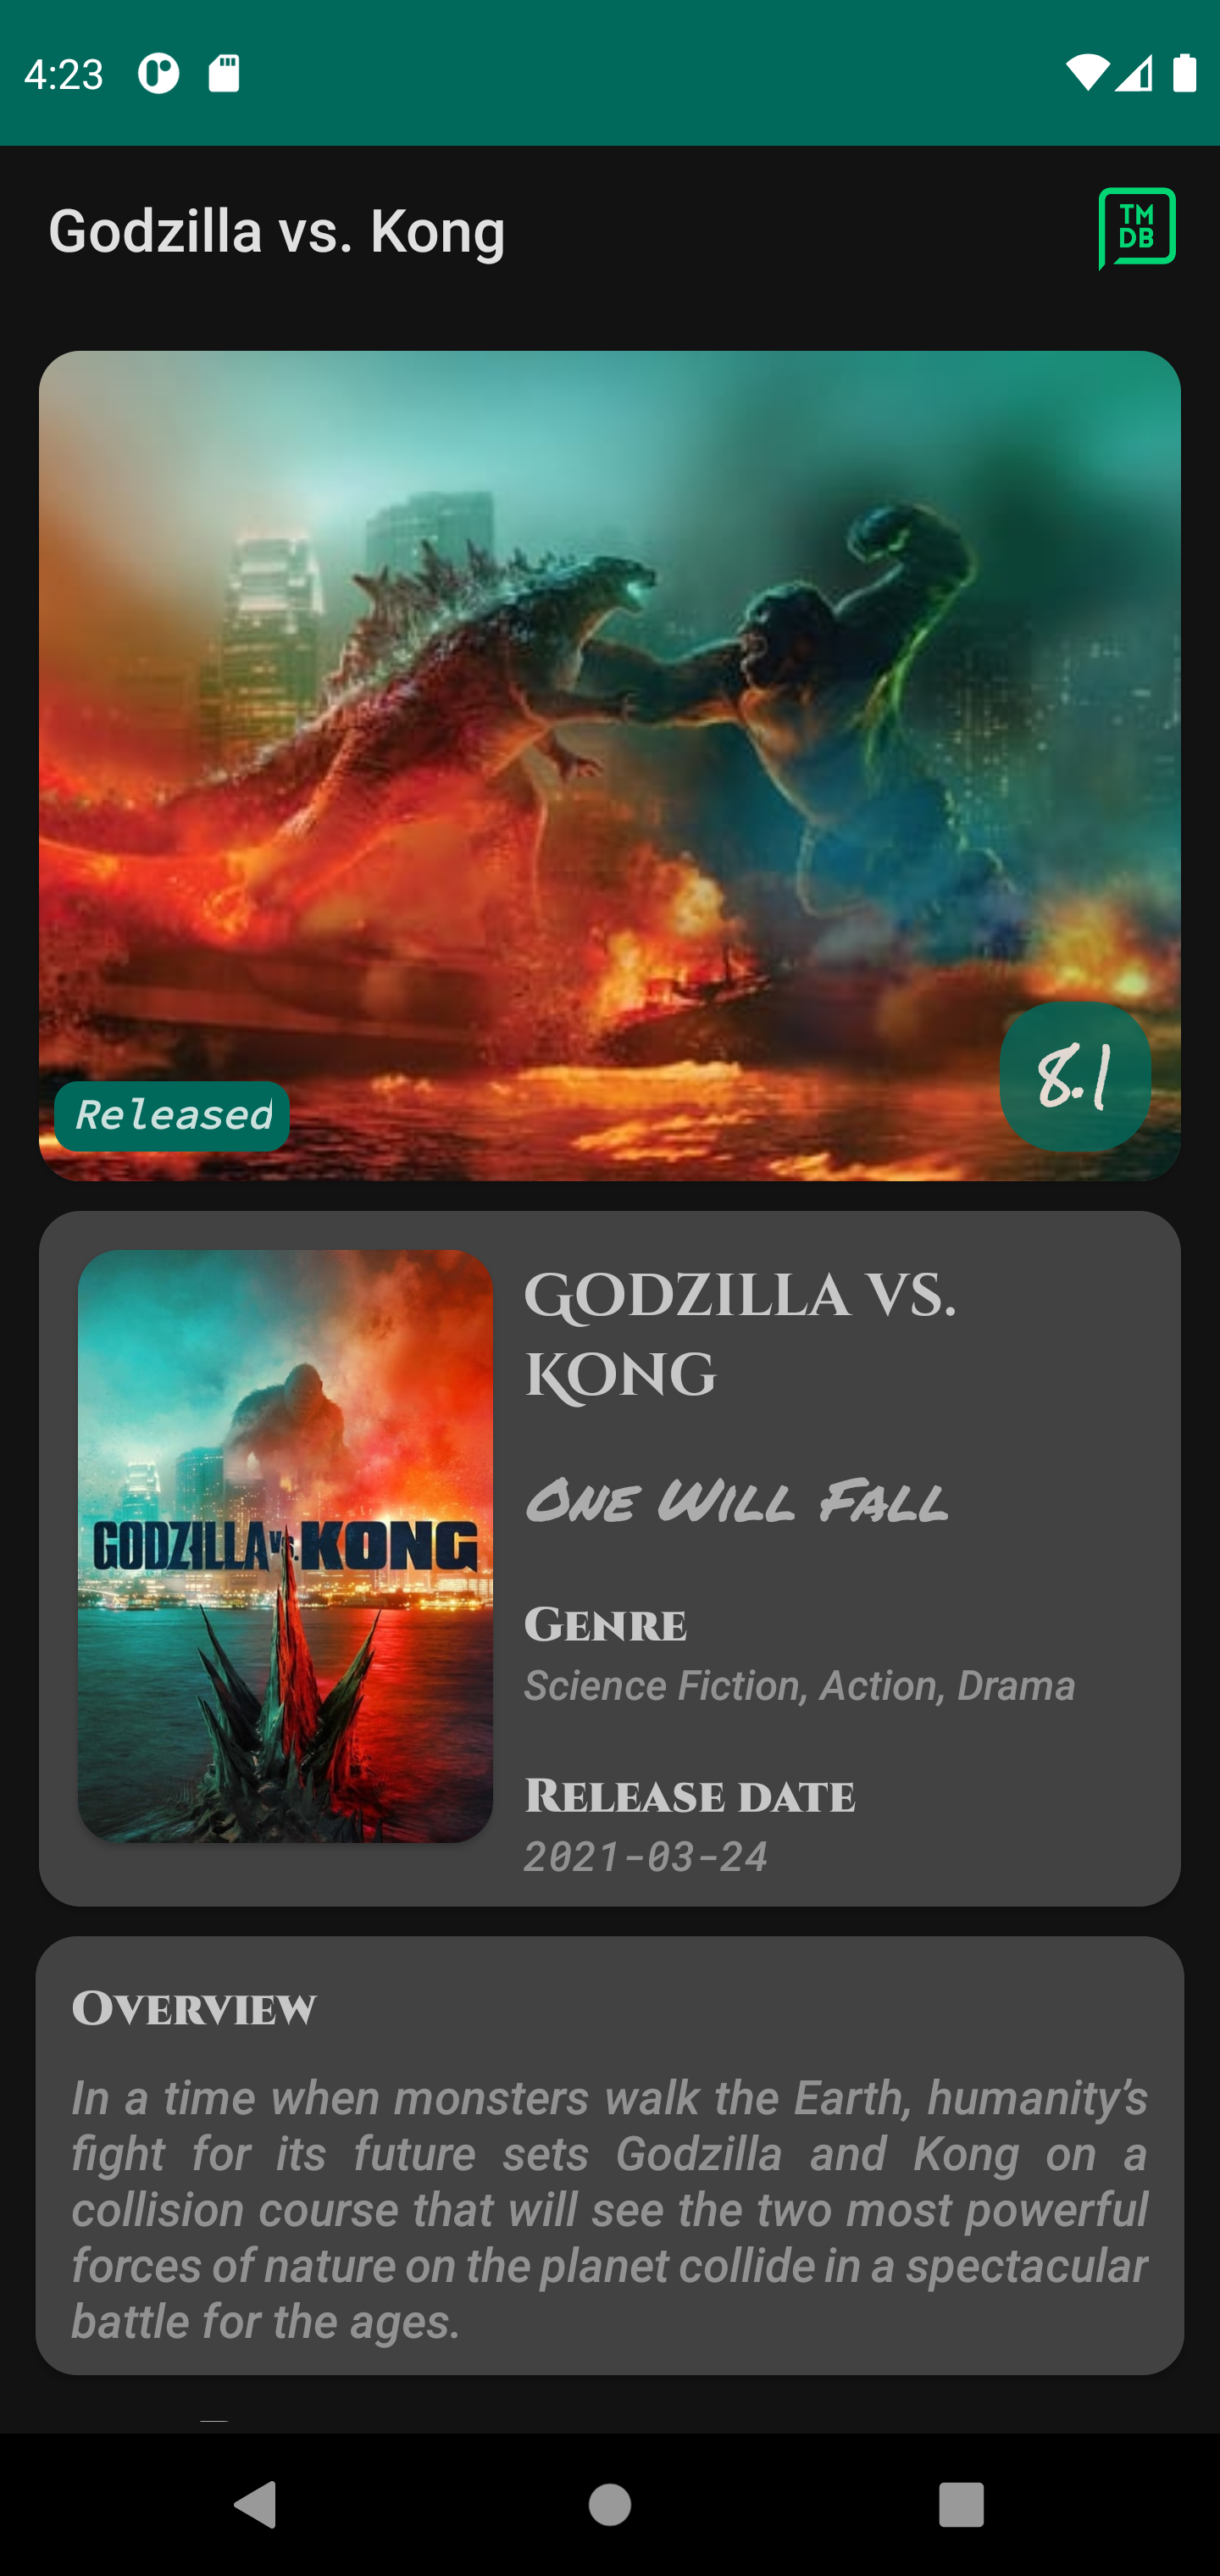 4:23
Godzilla vs. Kong
TM
DB
Released
8.1
Godzilla vs.
Kong
GODZILLA vs. KONG
One Will Fall
Genre
Science Fiction, Action, Drama
Release date
2021-03-24
Overview
In a time when monsters walk the Earth, humanity’s
fight for its future sets Godzilla and Kong on a
collision course that will see the two most powerful
forces of nature on the planet collide in a spectacular
battle for the ages.